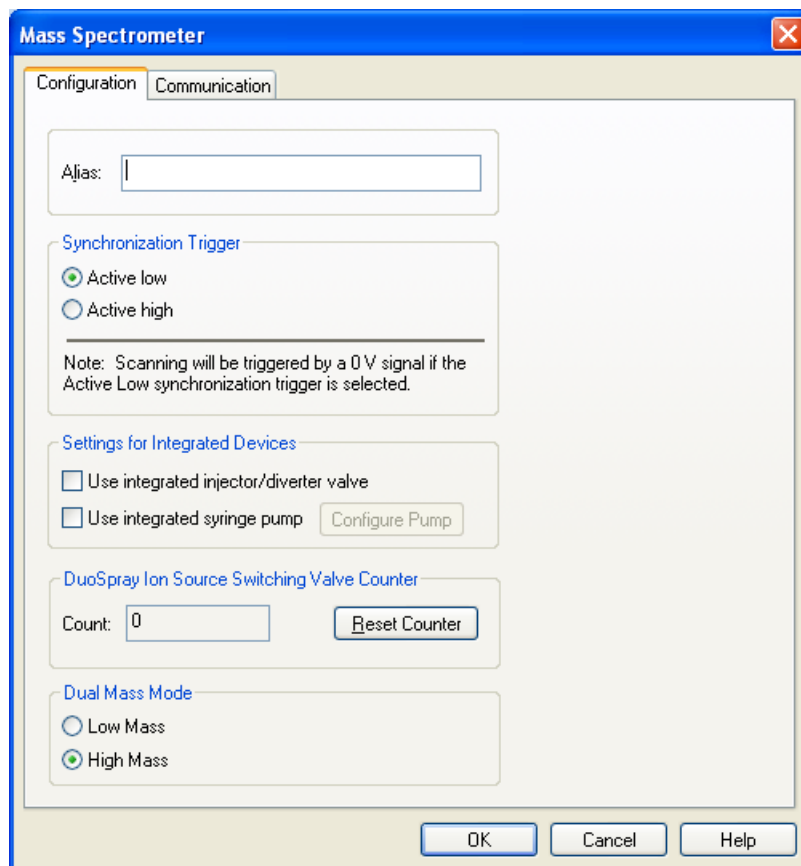 Mass Spectrometer
Configuration
Communication
Alias:
Synchronization Trigger
Active low
Active high
Note:  Scanning will be triggered by a 0 V signal if the
Active Low synchronization trigger is selected.
Settings for Integrated Devices
Use integrated injector/diverter valve
Use integrated syringe pump
Configure Pump
DuoSpray Ion Source Switching Valve Counter
Count:
0
Reset Counter
Dual Mass Mode
Low Mass
High Mass
OK
Cancel
Help